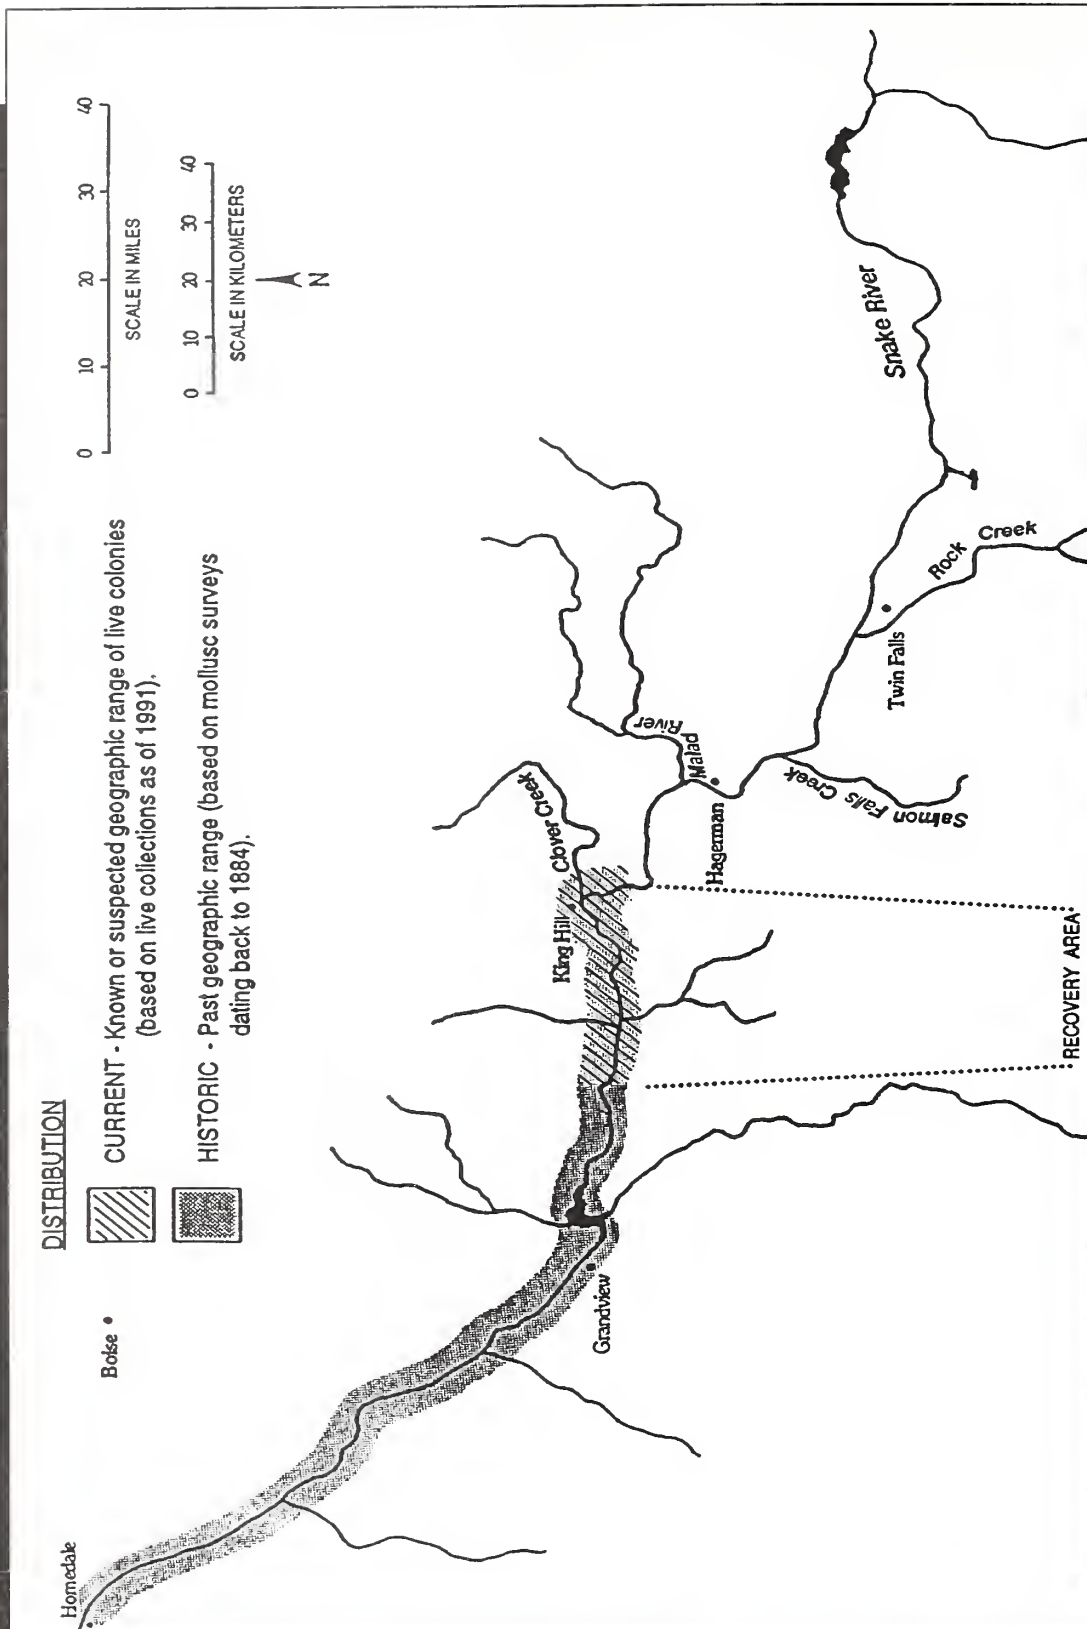 DISTRIBUTION
CURRENT - Known or suspected geographic range of live colonies
(based on live collections as of 1991).
HISTORIC - Past geographic range (based on mollusc surveys
dating back to 1884).
0 10 20 30 40
SCALE IN MILES
0 10 20 30 40
SCALE IN KILOMETERS
N
Homedale
Boise
Grandview
King Hill
Clover Creek
Malad
River
Hagerman
Salmon Falls Creek
Twin Falls
Rock Creek
Snake River
RECOVERY AREA